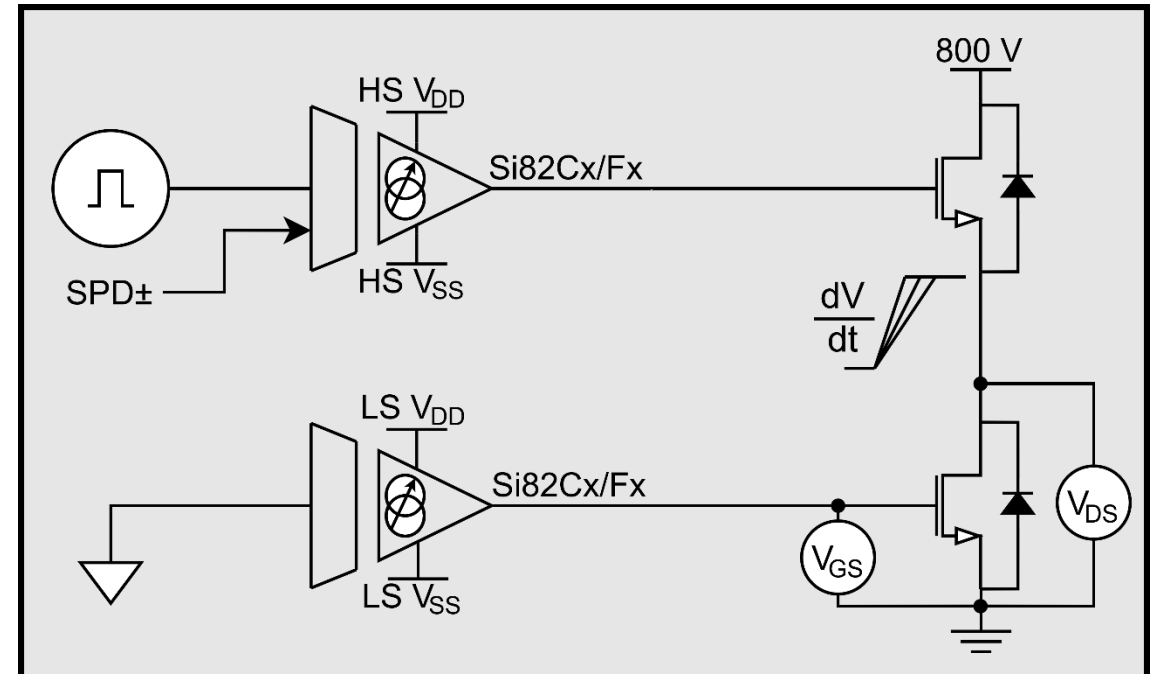 800 V
HS VDD
Si82Cx/Fx
HS VSS
SPD±
dV
dt
LS VDD
Si82Cx/Fx
LS VSS
VGS
VDS